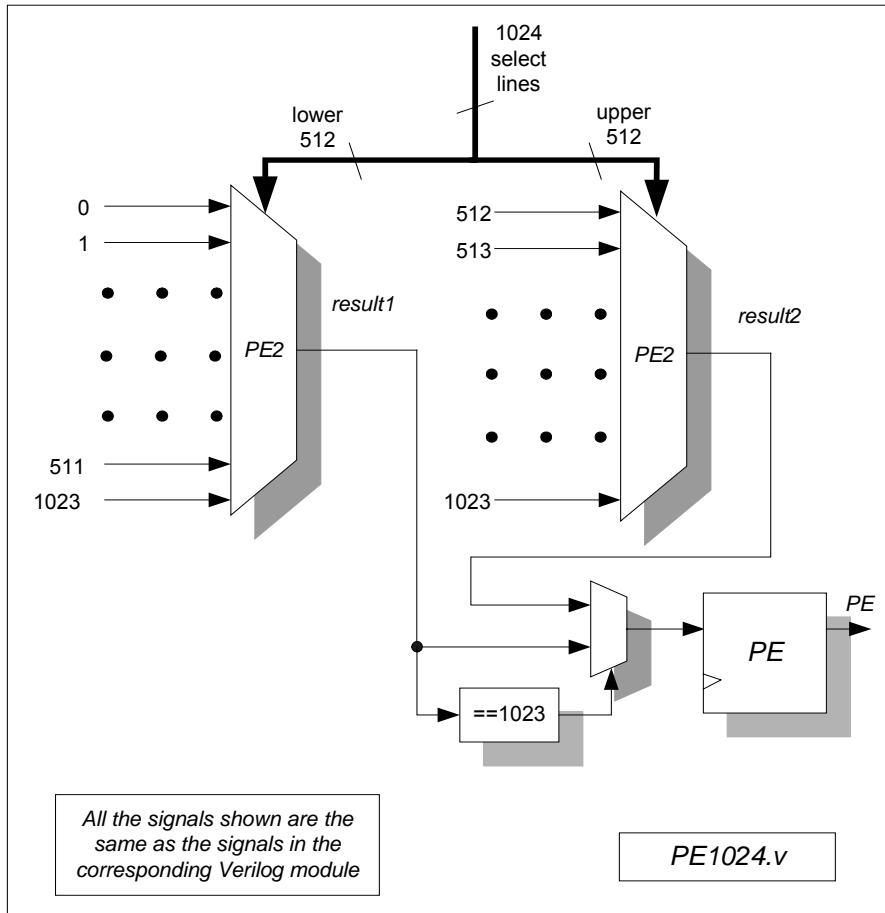 1024
select
lines
lower
512
upper
512
0
1
511
1023
PE2
result1
512
513
1023
PE2
result2
==1023
PE
PE
All the signals shown are the
same as the signals in the
corresponding Verilog module
PE1024.v